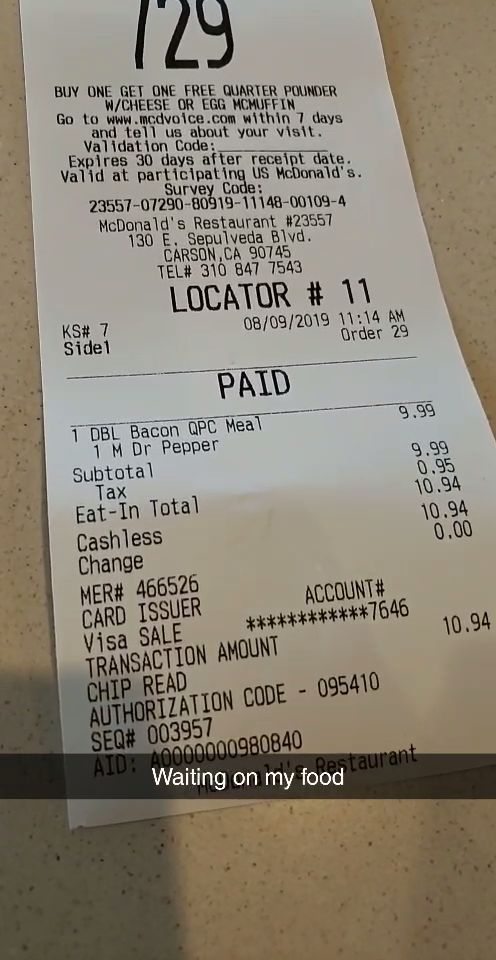 729
BUY ONE GET ONE FREE QUARTER POUNDER
W/CHEESE OR EGG MCMUFFIN
Go to www.mcdvoice.com within 7 days
and tell us about your visit.
Validation Code:
Expires 30 days after receipt date.
Valid at participating US McDonald's.
Survey Code:
23557-07290-80919-11148-00109-4
McDonald's Restaurant #23557
130 E. Sepulveda Blvd.
CARSON,CA 90745
TEL# 310 847 7543
LOCATOR # 11
KS# 7 08/09/2019 11:14 AM
Side1 Order 29
PAID
1 DBL Bacon QPC Meal 9.99
1 M Dr Pepper
Subtotal 9.99
Tax 0.95
Eat-In Total 10.94
Cashless 10.94
Change 0.00
MER# 466526
CARD ISSUER ACCOUNT#
Visa SALE ************7646
TRANSACTION AMOUNT 10.94
CHIP READ
AUTHORIZATION CODE - 095410
SEQ# 003957
AID: A0000000980840
McDonald's Restaurant
Waiting on my food